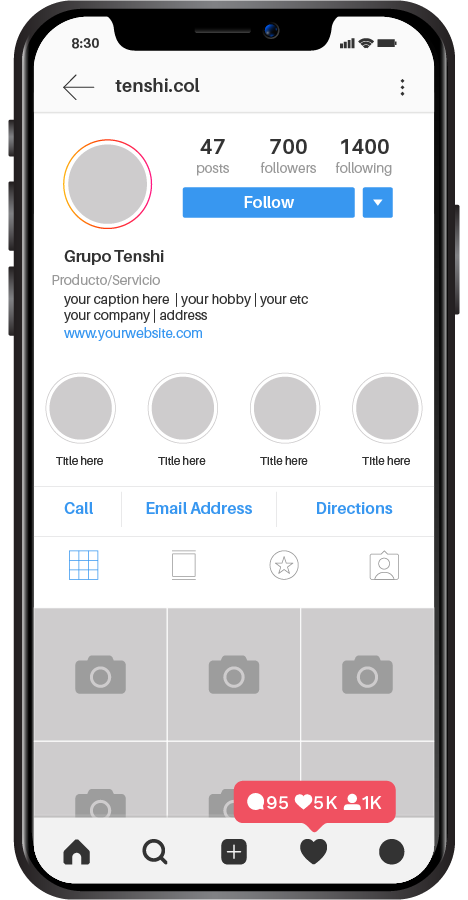 8:30
tenshi.col
47 700 1400
posts followers following
Follow
Grupo Tenshi
Producto/Servicio
your caption here | your hobby | your etc
your company | address
www.yourwebsite.com
Title here Title here Title here Title here
Call Email Address Directions
95 5K 1K